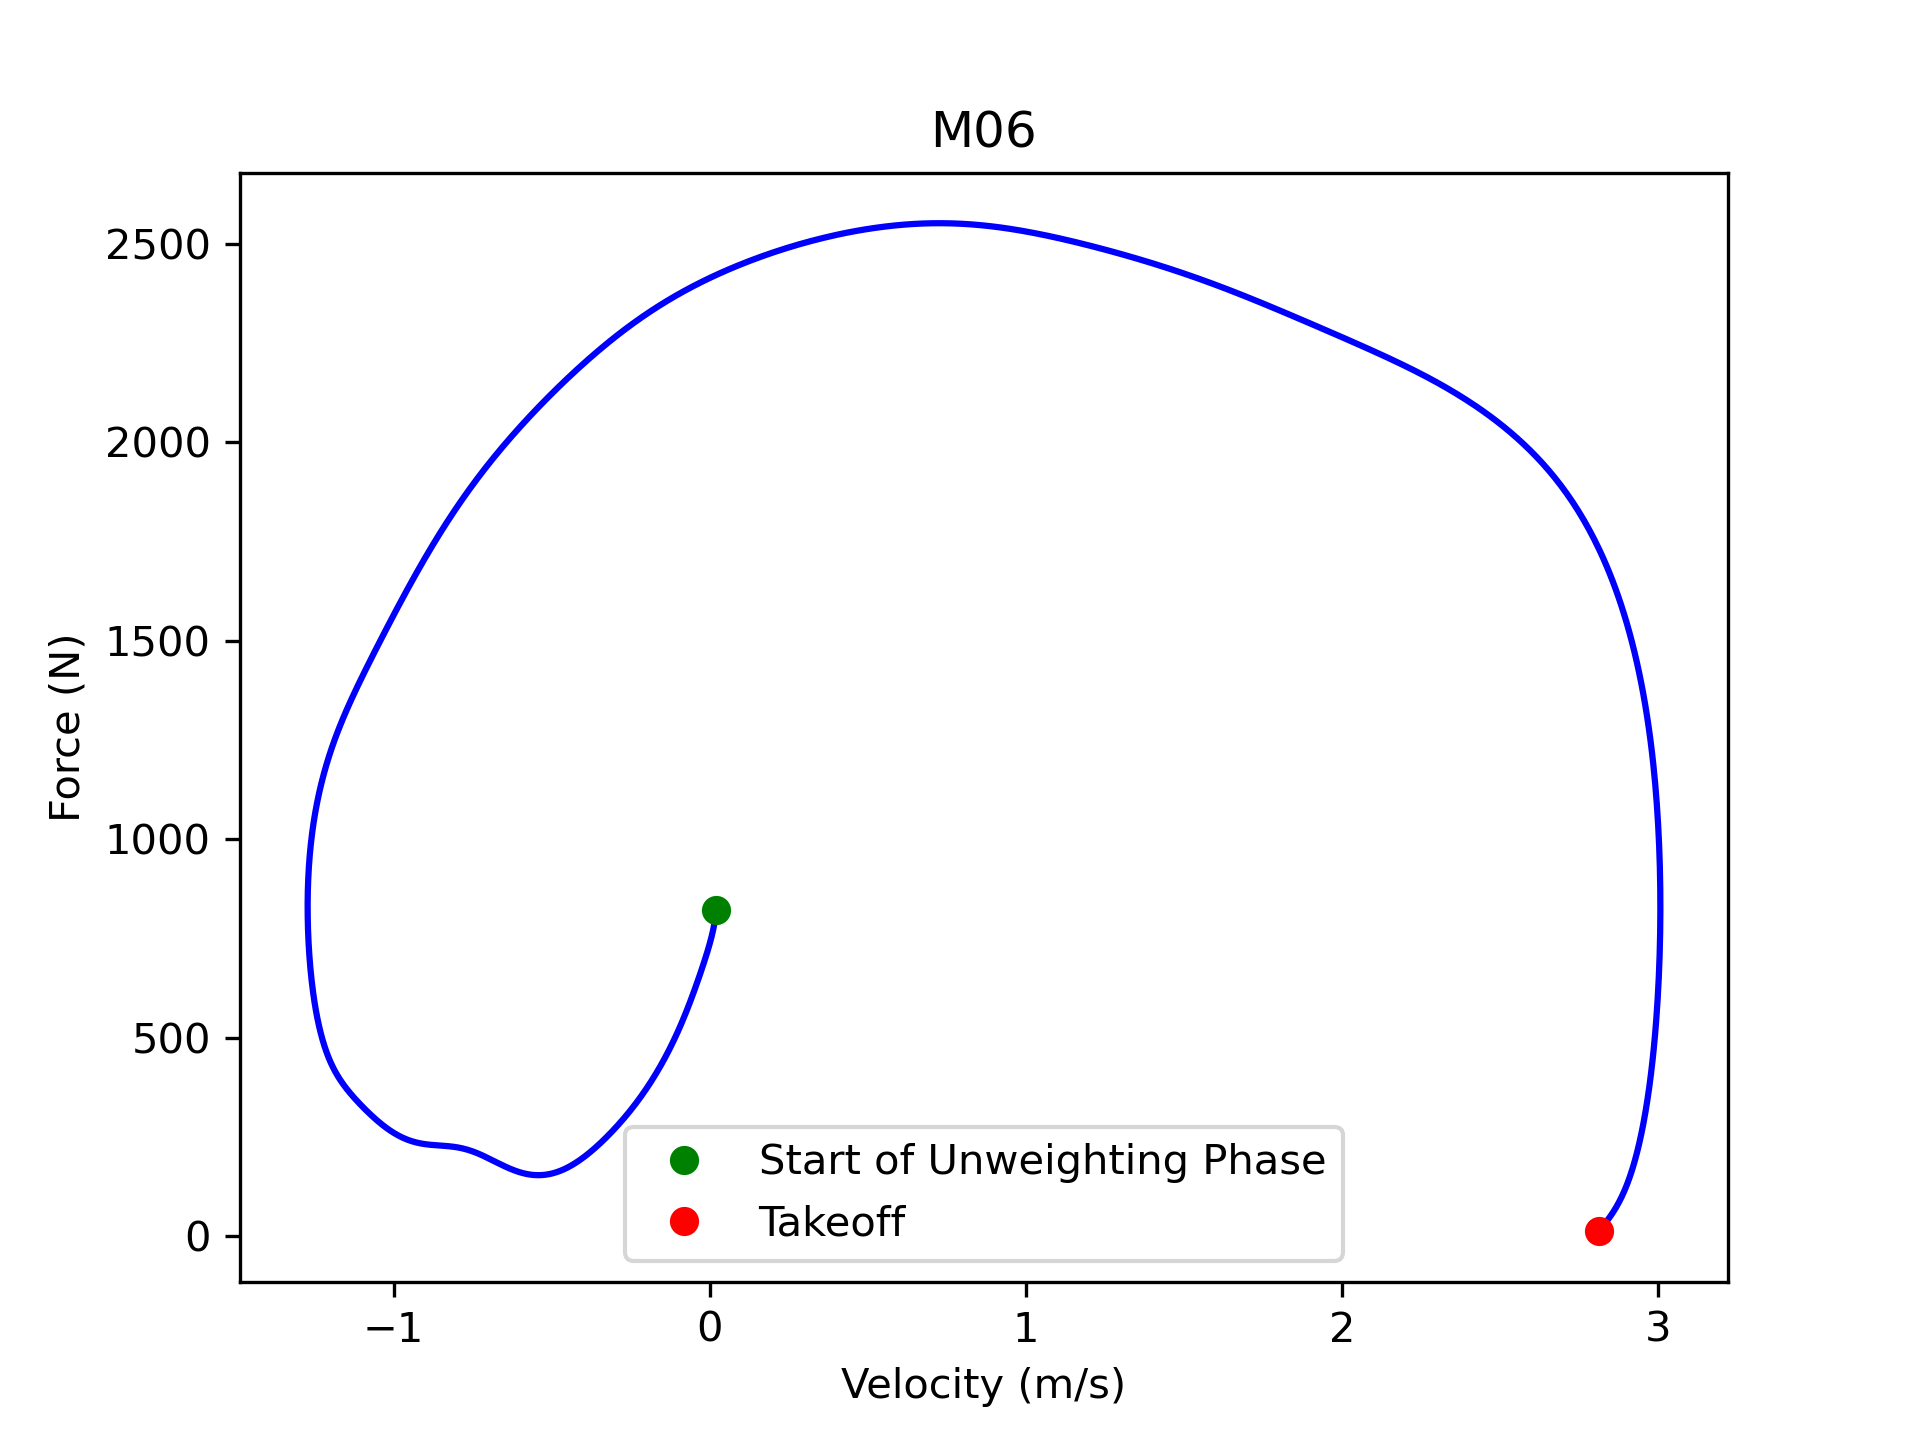 M06
2500
2000
1500
1000
500
0
Force (N)
−1 0 1 2 3
Velocity (m/s)
Start of Unweighting Phase
Takeoff